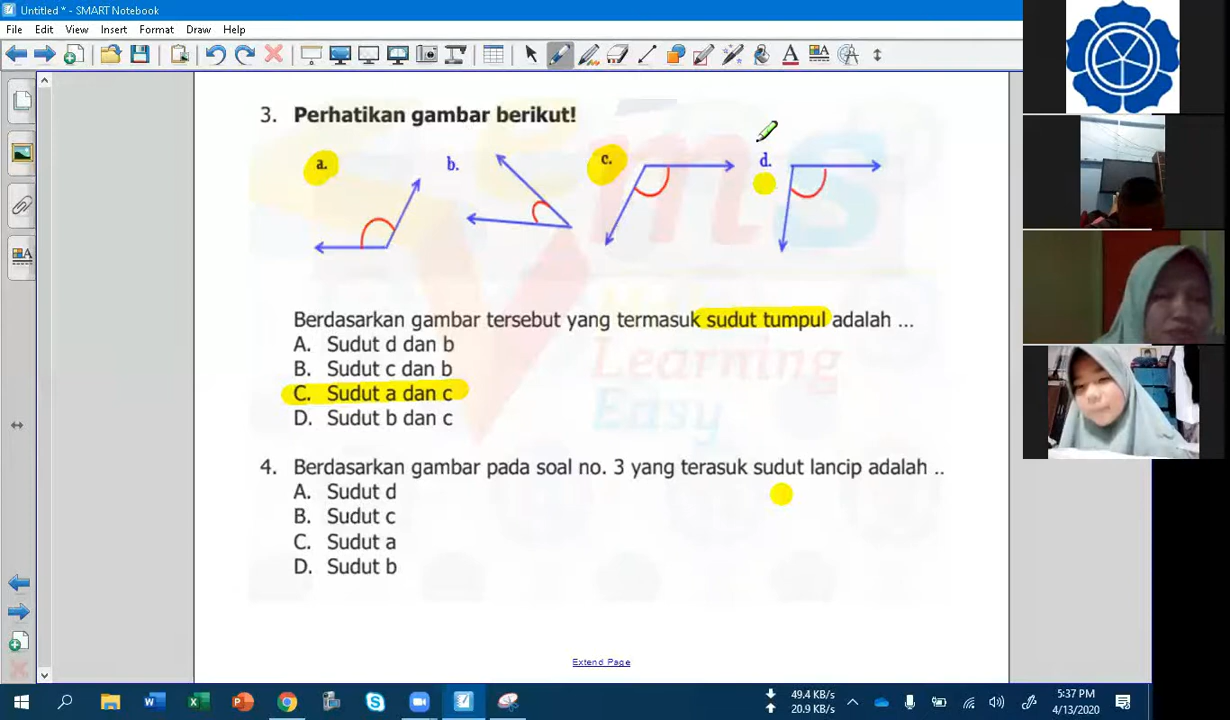 Untitled * - SMART Notebook
File Edit View Insert Format Draw Help
3. Perhatikan gambar berikut!
a. b. c. d.
Berdasarkan gambar tersebut yang termasuk sudut tumpul adalah ...
A. Sudut d dan b
B. Sudut c dan b
C. Sudut a dan c
D. Sudut b dan c
Learning
Easy
4. Berdasarkan gambar pada soal no. 3 yang terasuk sudut lancip adalah ..
A. Sudut d
B. Sudut c
C. Sudut a
D. Sudut b
Extend Page
49.4 KB/s
20.9 KB/s
5:37 PM
4/13/2020